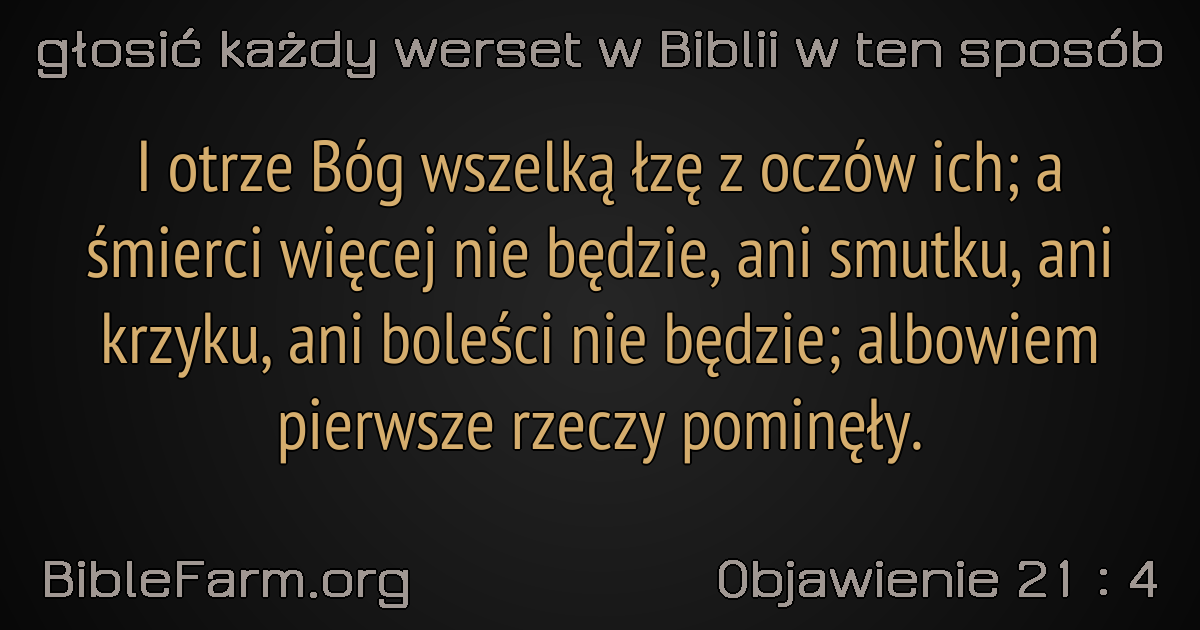 głosić każdy werset w Biblii w ten sposób
I otrze Bóg wszelką łzę z oczów ich; a
śmierci więcej nie będzie, ani smutku, ani
krzyku, ani boleści nie będzie; albowiem
pierwsze rzeczy pominęły.
BibleFarm.org
Objawienie 21 : 4